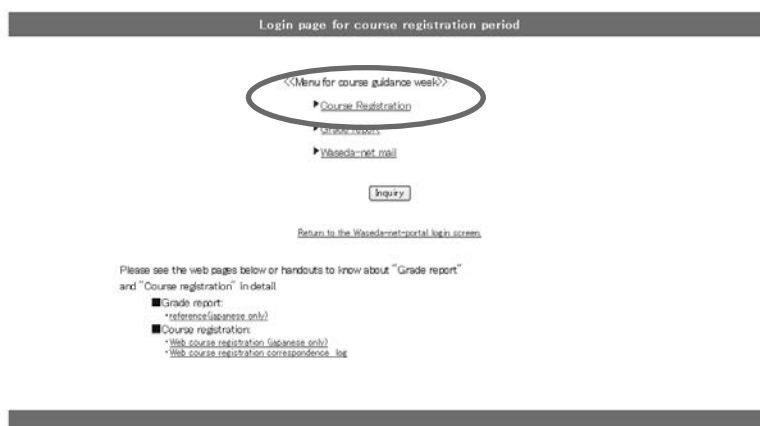 Login page for course registration period
<<Menu for course guidance week>>
▶Course Registration
▶Grade report
▶Waseda-net mail
Inquiry
Return to the Waseda-net-portal login screen.
Please see the web pages below or handouts to know about "Grade report"
and "Course registration" in detail
■Grade report:
・reference(japanese only)
■Course registration:
・Web course registration (japanese only)
・Web course registration correspondence log